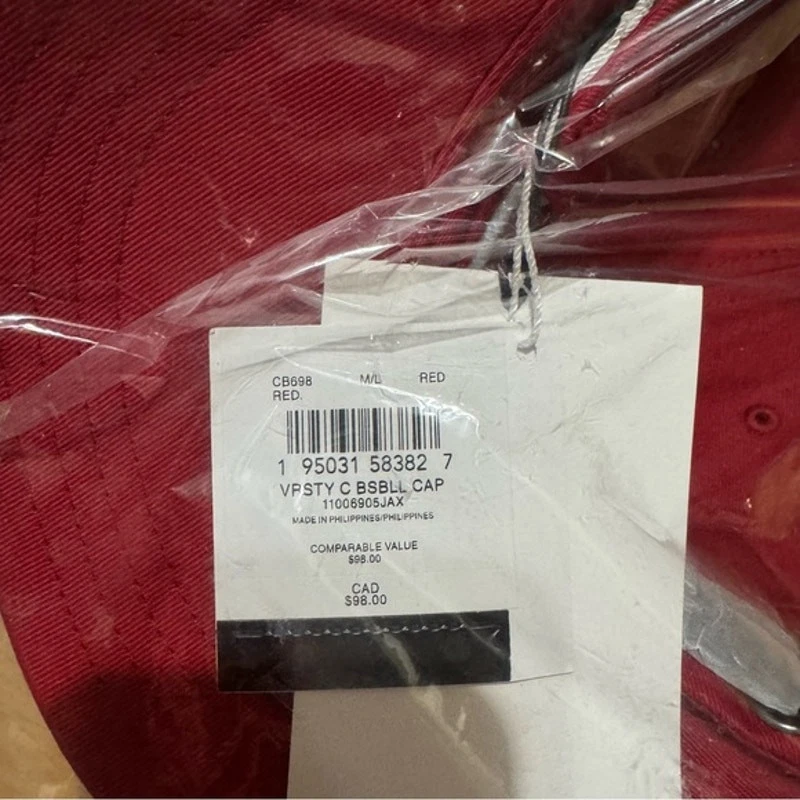 CB698 M/L RED
RED.
1 95031 58382 7
VRSTY C BSBLL CAP
11006905JAX
MADE IN PHILIPPINES/PHILIPPINES
COMPARABLE VALUE
$98.00
CAD
$98.00